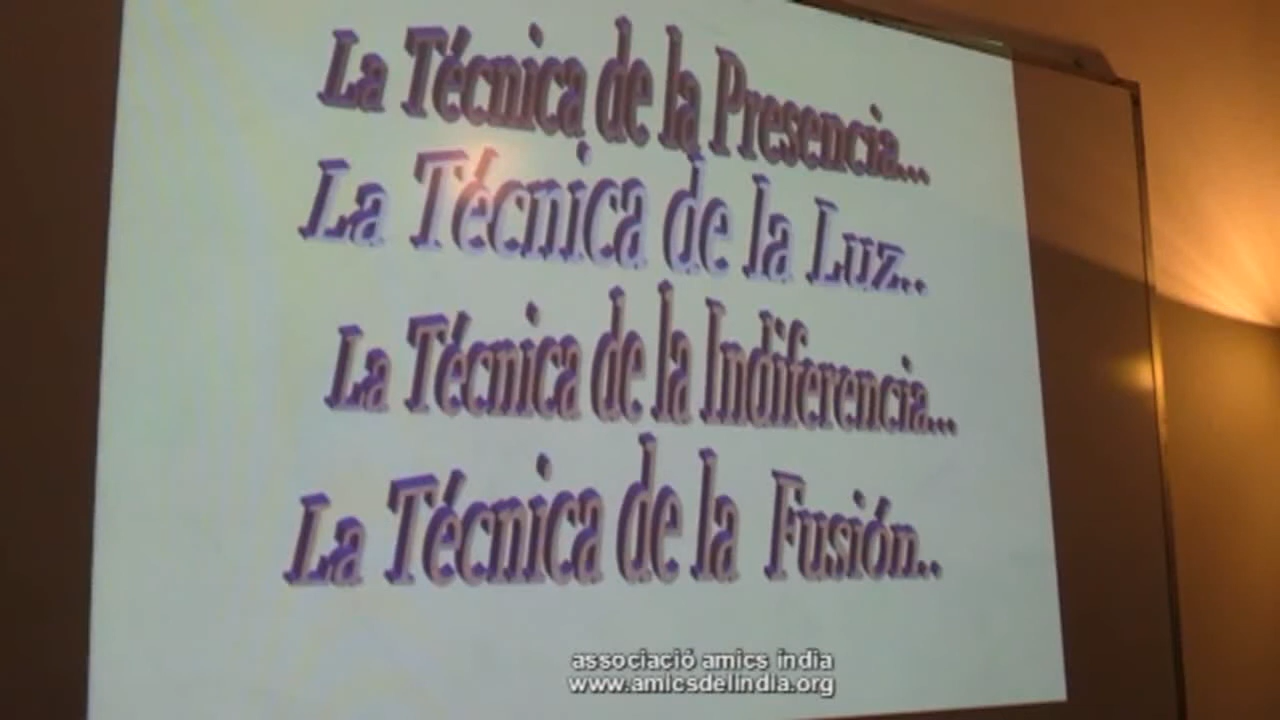 La Técnica de la Presencia...
La Técnica de la Luz..
La Técnica de la Indiferencia...
La Técnica de la Fusión..
associació amics índia
www.amicsdelindia.org